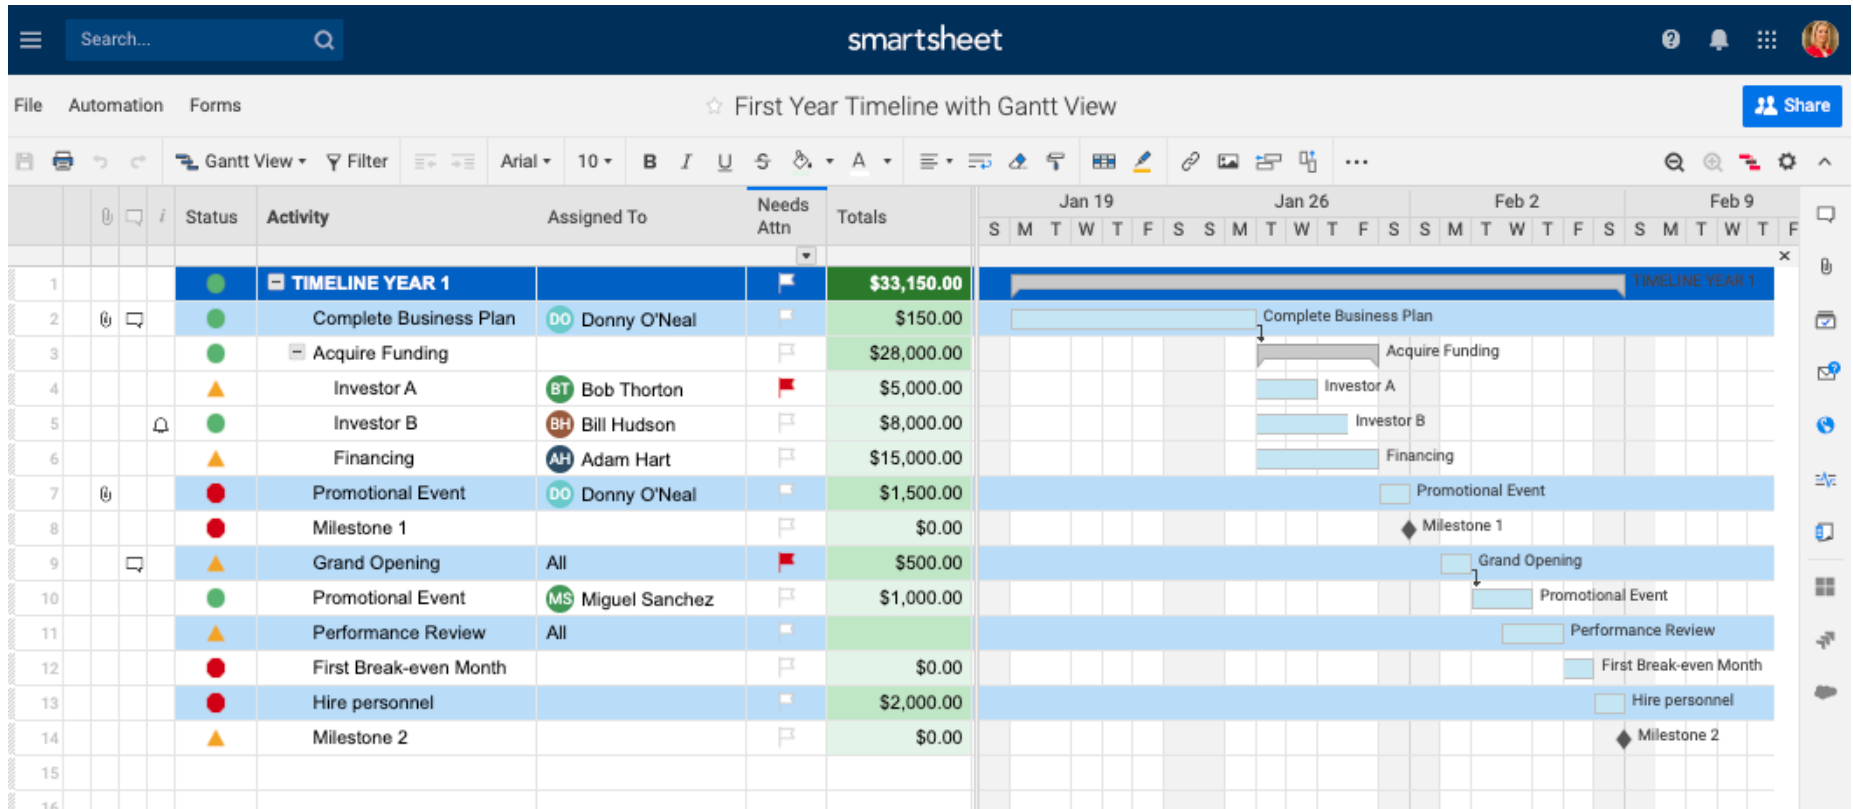 Search...
smartsheet
File Automation Forms
First Year Timeline with Gantt View
Share
Gantt View Filter Arial 10 B I U S A
Status Activity Assigned To Needs Attn Totals
Jan 19 Jan 26 Feb 2 Feb 9
S M T W T F S S M T W T F S S M T W T F S S M T W T F
1 TIMELINE YEAR 1 $33,150.00 TIMELINE YEAR 1
2 Complete Business Plan DO Donny O'Neal $150.00 Complete Business Plan
3 Acquire Funding $28,000.00 Acquire Funding
4 Investor A BT Bob Thorton $5,000.00 Investor A
5 Investor B BH Bill Hudson $8,000.00 Investor B
6 Financing AH Adam Hart $15,000.00 Financing
7 Promotional Event DO Donny O'Neal $1,500.00 Promotional Event
8 Milestone 1 $0.00 Milestone 1
9 Grand Opening All $500.00 Grand Opening
10 Promotional Event MS Miguel Sanchez $1,000.00 Promotional Event
11 Performance Review All Performance Review
12 First Break-even Month $0.00 First Break-even Month
13 Hire personnel $2,000.00 Hire personnel
14 Milestone 2 $0.00 Milestone 2
15
16